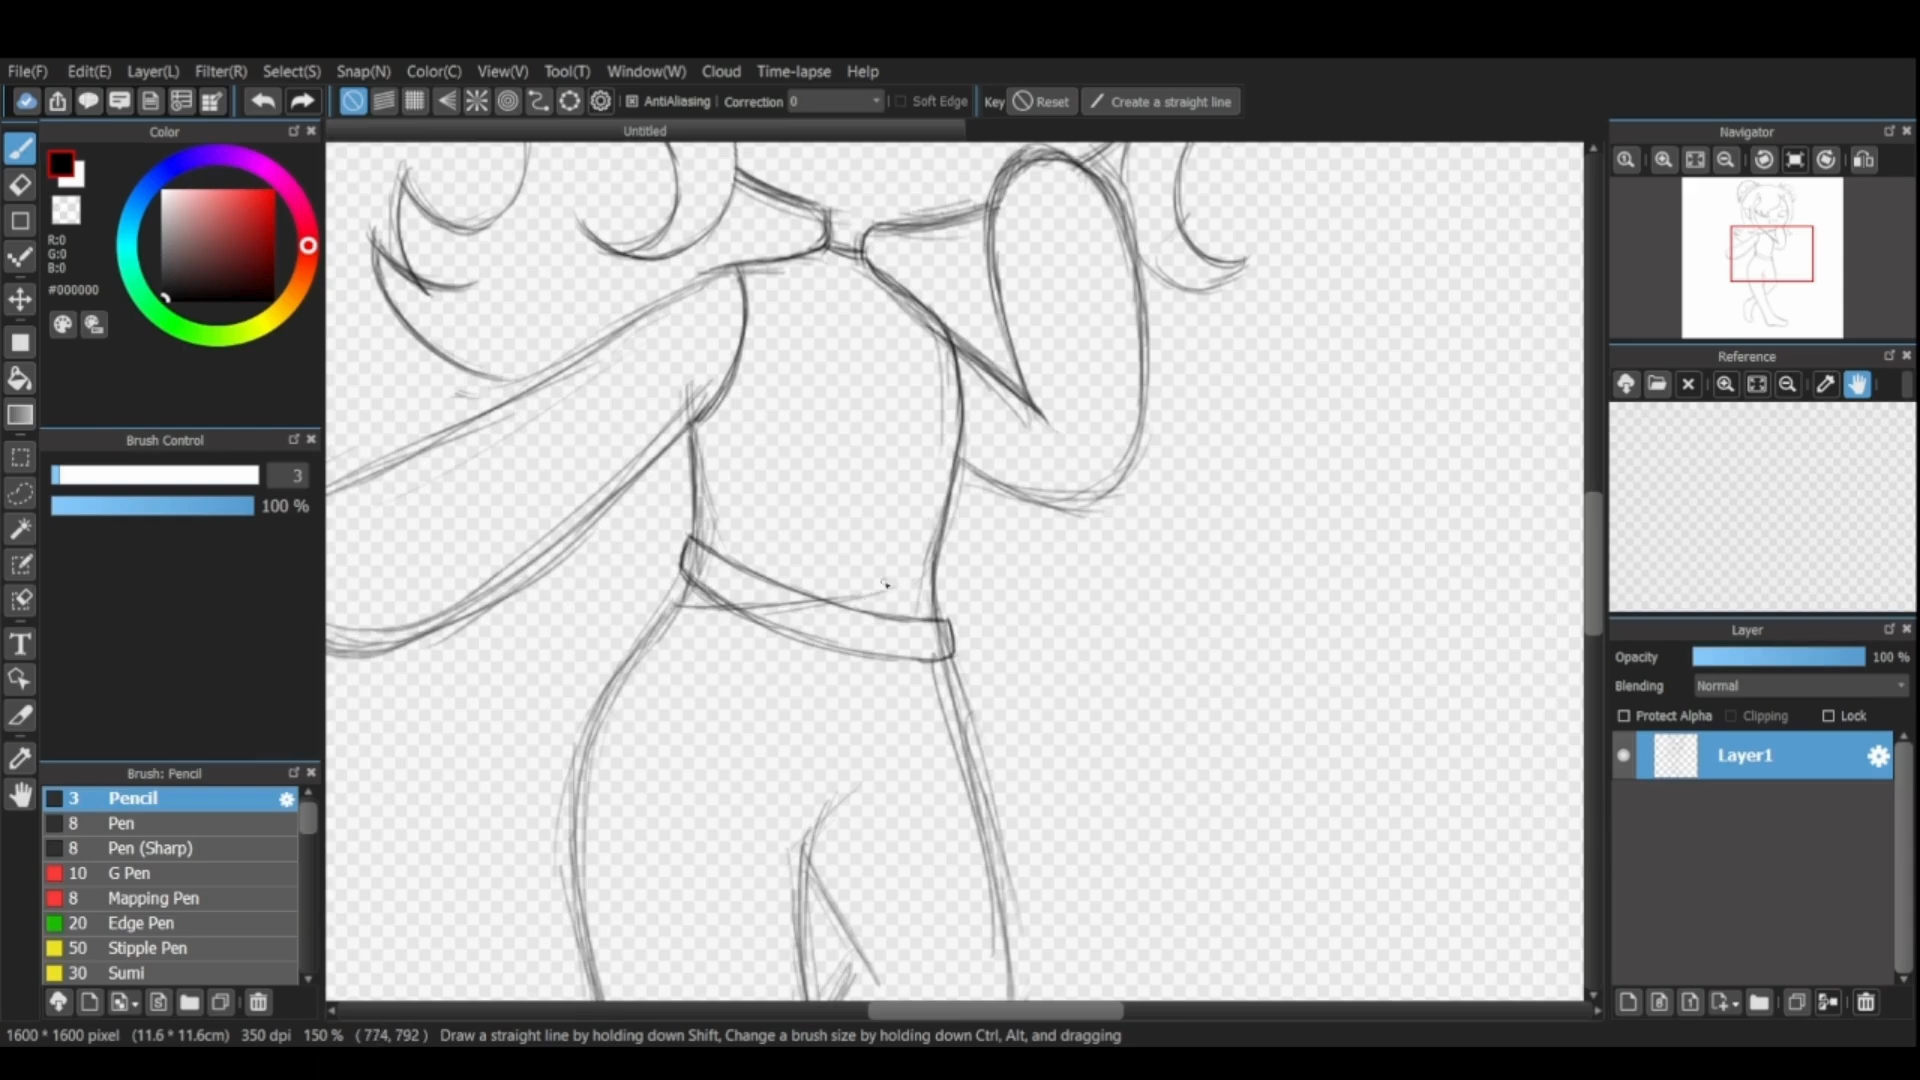 File(F) Edit(E) Layer(L) Filter(R) Select(S) Snap(N) Color(C) View(V) Tool(T) Window(W) Cloud Time-lapse Help
AntiAliasing Correction 0 Soft Edge Key Reset Create a straight line
Color
Untitled
Navigator
R:0
G:0
B:0
#000000
Reference
Brush Control
3
100 %
Layer
Opacity 100 %
Blending Normal
Protect Alpha Clipping Lock
Layer1
Brush: Pencil
3 Pencil
8 Pen
8 Pen (Sharp)
10 G Pen
8 Mapping Pen
20 Edge Pen
50 Stipple Pen
30 Sumi
1600 * 1600 pixel (11.6 * 11.6cm) 350 dpi 150 % ( 774, 792 ) Draw a straight line by holding down Shift, Change a brush size by holding down Ctrl, Alt, and dragging